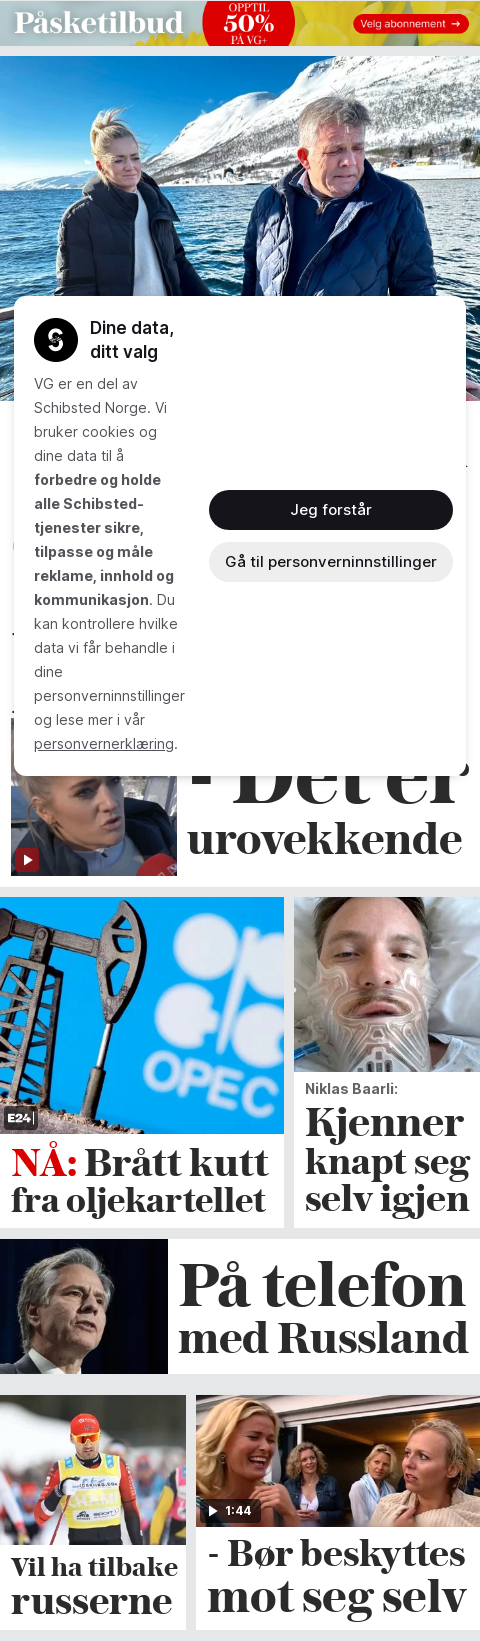 Påsketilbud
OPPTIL
50%
PÅ VG+
Velg abonnement →
Dine data,
ditt valg
VG er en del av
Schibsted Norge. Vi
bruker cookies og
dine data til å
forbedre og holde
alle Schibsted-
tjenester sikre,
tilpasse og måle
reklame, innhold og
kommunikasjon. Du
kan kontrollere hvilke
data vi får behandle i
dine
personverninnstillinger
og lese mer i vår
personvernerklæring.
Jeg forstår
Gå til personverninnstillinger
- Det er
urovekkende
OPEC
E24
NÅ: Brått kutt
fra oljekartellet
Niklas Baarli:
Kjenner
knapt seg
selv igjen
På telefon
med Russland
Vil ha tilbake
russerne
1:44
- Bør beskyttes
mot seg selv